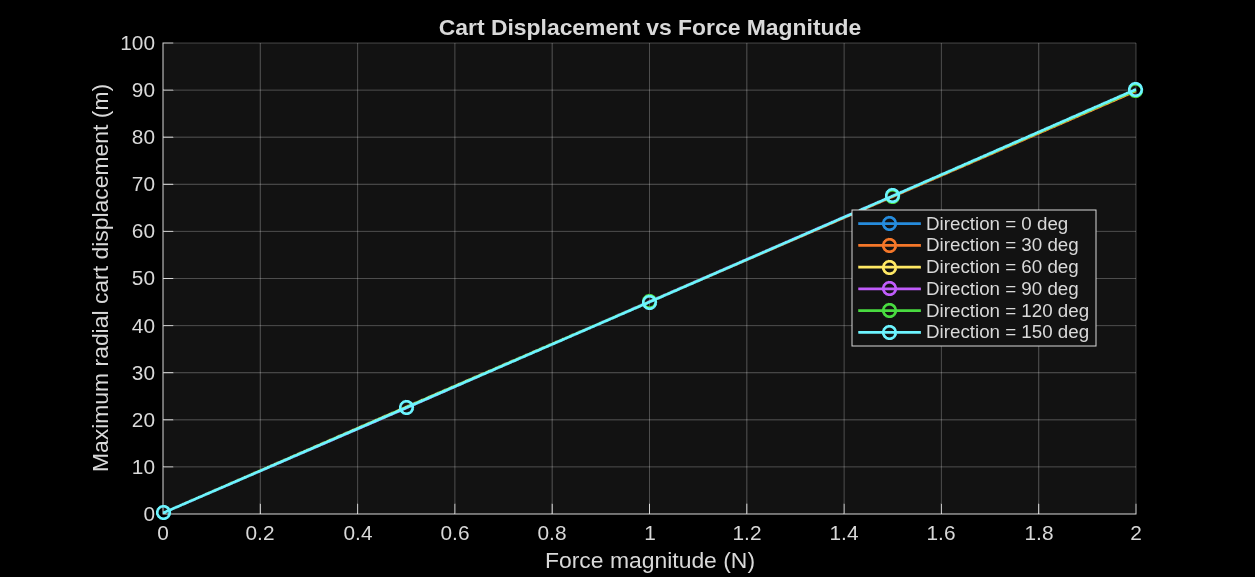 Cart Displacement vs Force Magnitude
100
90
80
70
60
50
40
30
20
10
0
Maximum radial cart displacement (m)
Direction = 0 deg
Direction = 30 deg
Direction = 60 deg
Direction = 90 deg
Direction = 120 deg
Direction = 150 deg
0 0.2 0.4 0.6 0.8 1 1.2 1.4 1.6 1.8 2
Force magnitude (N)